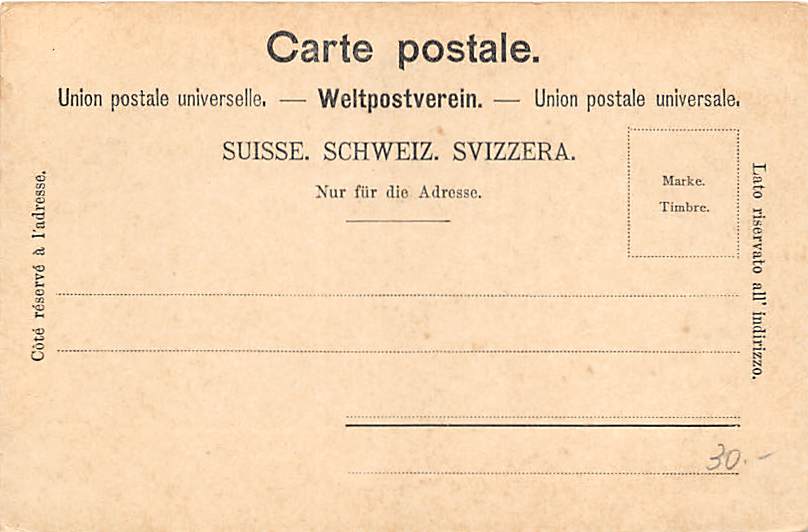 Carte postale.
Union postale universelle. — Weltpostverein. — Union postale universale.
SUISSE. SCHWEIZ. SVIZZERA.
Nur für die Adresse.
Marke.
Timbre.
Côté réservé à l'adresse.
Lato riservato all' indirizzo.
30.-